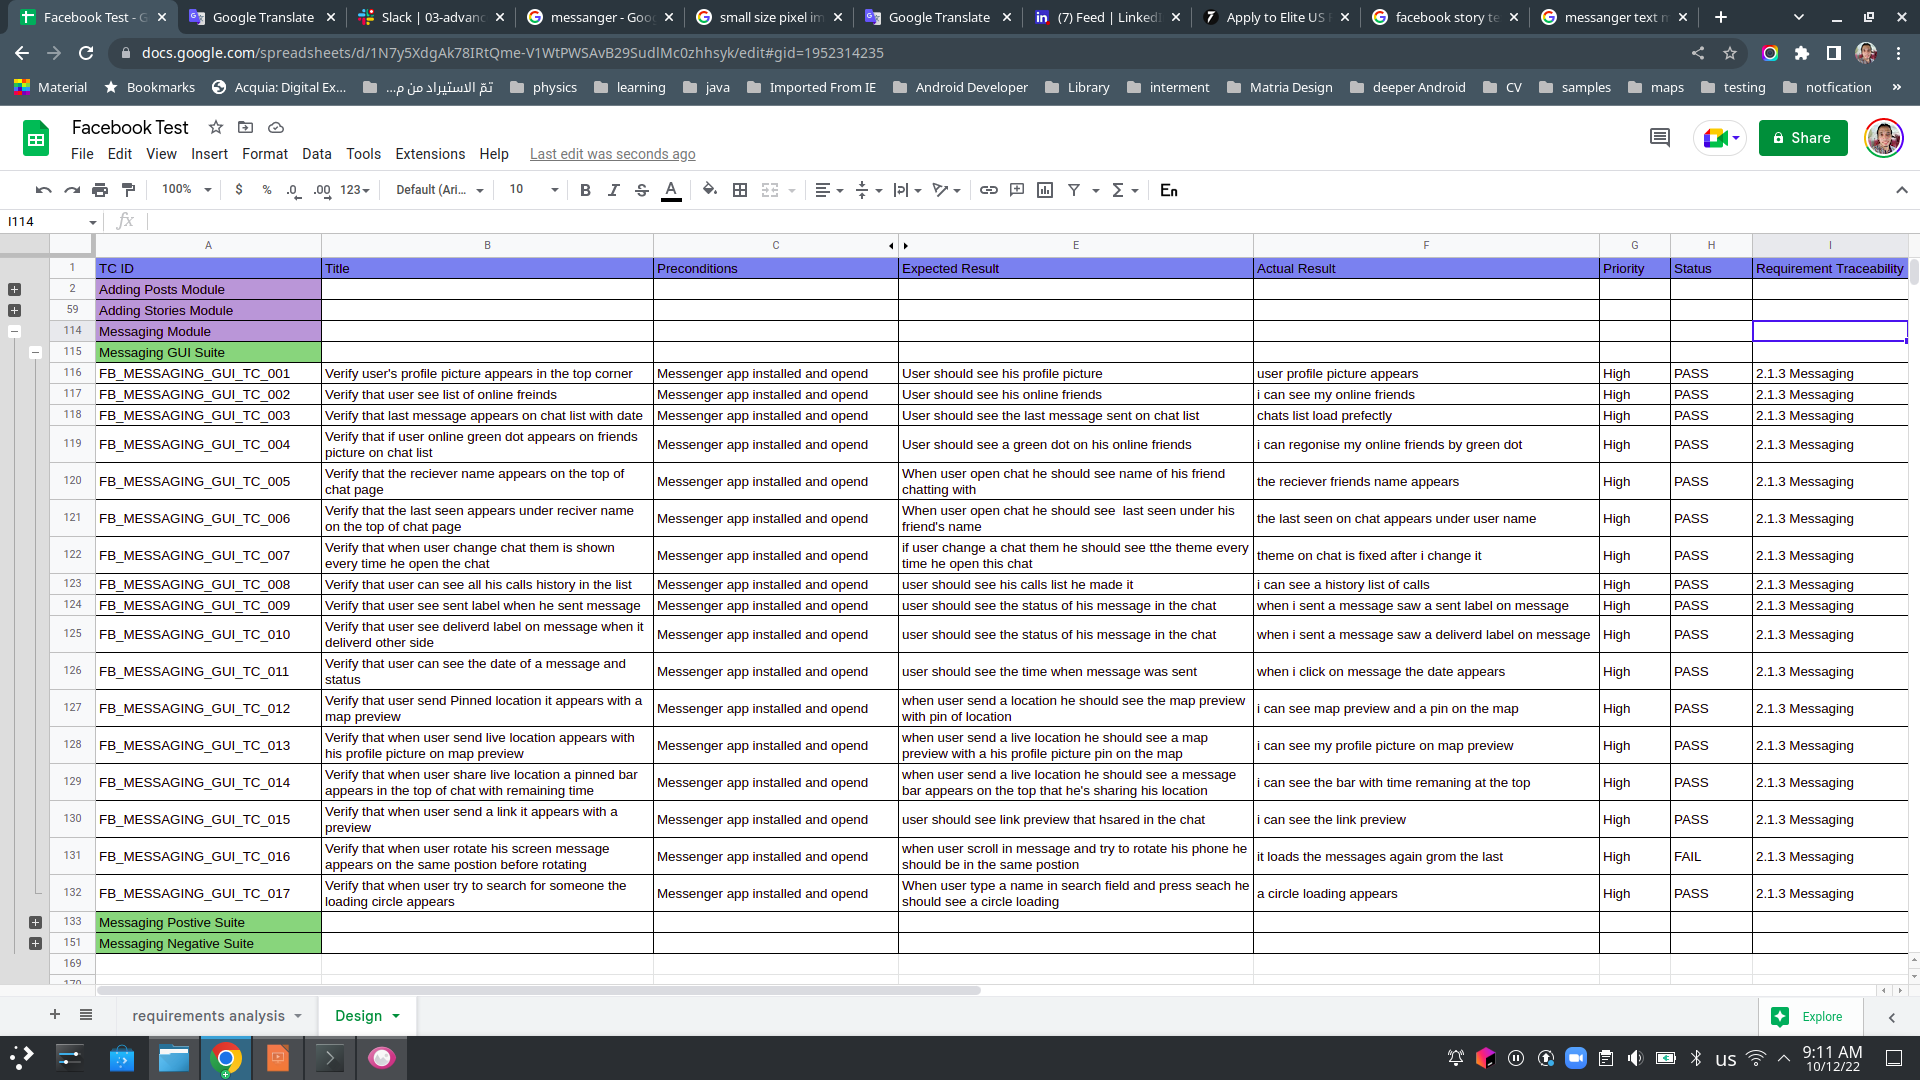 Facebook Test - G
Google Translate
Slack | 03-advanc
messanger - Goog
small size pixel im
Google Translate
(7) Feed | LinkedI
Apply to Elite US R
facebook story te
messanger text m
docs.google.com/spreadsheets/d/1N7y5XdgAk78IRtQme-V1WtPWSAvB29SudlMc0zhhsyk/edit#gid=1952314235
Material
Bookmarks
Acquia: Digital Ex...
تمّ الاستيراد من م...
physics
learning
java
Imported From IE
Android Developer
Library
interment
Matria Design
deeper Android
CV
samples
maps
testing
notfication
»
Facebook Test
File Edit View Insert Format Data Tools Extensions Help Last edit was seconds ago
Share
100% $ % .0 .00 123 Default (Ari... 10 B I S A Σ En
I114 fx
A B C E F G H I
1 TC ID Title Preconditions Expected Result Actual Result Priority Status Requirement Traceability
2 Adding Posts Module
59 Adding Stories Module
114 Messaging Module
115 Messaging GUI Suite
116 FB_MESSAGING_GUI_TC_001 Verify user's profile picture appears in the top corner Messenger app installed and opend User should see his profile picture user profile picture appears High PASS 2.1.3 Messaging
117 FB_MESSAGING_GUI_TC_002 Verify that user see list of online freinds Messenger app installed and opend User should see his online friends i can see my online friends High PASS 2.1.3 Messaging
118 FB_MESSAGING_GUI_TC_003 Verify that last message appears on chat list with date Messenger app installed and opend User should see the last message sent on chat list chats list load prefectly High PASS 2.1.3 Messaging
119 FB_MESSAGING_GUI_TC_004 Verify that if user online green dot appears on friends
picture on chat list Messenger app installed and opend User should see a green dot on his online friends i can regonise my online friends by green dot High PASS 2.1.3 Messaging
120 FB_MESSAGING_GUI_TC_005 Verify that the reciever name appears on the top of
chat page Messenger app installed and opend When user open chat he should see name of his friend
chatting with the reciever friends name appears High PASS 2.1.3 Messaging
121 FB_MESSAGING_GUI_TC_006 Verify that the last seen appears under reciver name
on the top of chat page Messenger app installed and opend When user open chat he should see last seen under his
friend's name the last seen on chat appears under user name High PASS 2.1.3 Messaging
122 FB_MESSAGING_GUI_TC_007 Verify that when user change chat them is shown
every time he open the chat Messenger app installed and opend if user change a chat them he should see tthe theme every
time he open this chat theme on chat is fixed after i change it High PASS 2.1.3 Messaging
123 FB_MESSAGING_GUI_TC_008 Verify that user can see all his calls history in the list Messenger app installed and opend user should see his calls list he made it i can see a history list of calls High PASS 2.1.3 Messaging
124 FB_MESSAGING_GUI_TC_009 Verify that user see sent label when he sent message Messenger app installed and opend user should see the status of his message in the chat when i sent a message saw a sent label on message High PASS 2.1.3 Messaging
125 FB_MESSAGING_GUI_TC_010 Verify that user see deliverd label on message when it
deliverd other side Messenger app installed and opend user should see the status of his message in the chat when i sent a message saw a deliverd label on message High PASS 2.1.3 Messaging
126 FB_MESSAGING_GUI_TC_011 Verify that user can see the date of a message and
status Messenger app installed and opend user should see the time when message was sent when i click on message the date appears High PASS 2.1.3 Messaging
127 FB_MESSAGING_GUI_TC_012 Verify that user send Pinned location it appears with a
map preview Messenger app installed and opend when user send a location he should see the map preview
with pin of location i can see map preview and a pin on the map High PASS 2.1.3 Messaging
128 FB_MESSAGING_GUI_TC_013 Verify that when user send live location appears with
his profile picture on map preview Messenger app installed and opend when user send a live location he should see a map
preview with a his profile picture pin on the map i can see my profile picture on map preview High PASS 2.1.3 Messaging
129 FB_MESSAGING_GUI_TC_014 Verify that when user share live location a pinned bar
appears in the top of chat with remaining time Messenger app installed and opend when user send a live location he should see a message
bar appears on the top that he's sharing his location i can see the bar with time remaning at the top High PASS 2.1.3 Messaging
130 FB_MESSAGING_GUI_TC_015 Verify that when user send a link it appears with a
preview Messenger app installed and opend user should see link preview that hsared in the chat i can see the link preview High PASS 2.1.3 Messaging
131 FB_MESSAGING_GUI_TC_016 Verify that when user rotate his screen message
appears on the same postion before rotating Messenger app installed and opend when user scroll in message and try to rotate his phone he
should be in the same postion it loads the messages again grom the last High FAIL 2.1.3 Messaging
132 FB_MESSAGING_GUI_TC_017 Verify that when user try to search for someone the
loading circle appears Messenger app installed and opend When user type a name in search field and press seach he
should see a circle loading a circle loading appears High PASS 2.1.3 Messaging
133 Messaging Postive Suite
151 Messaging Negative Suite
169
170
requirements analysis
Design
Explore
us
9:11 AM
10/12/22